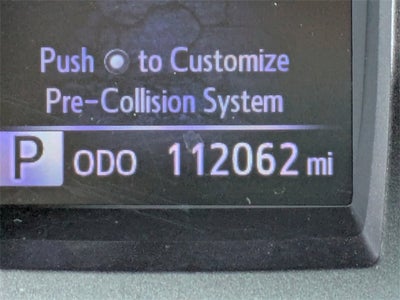 Push to Customize
Pre-Collision System
P ODO 112062 mi